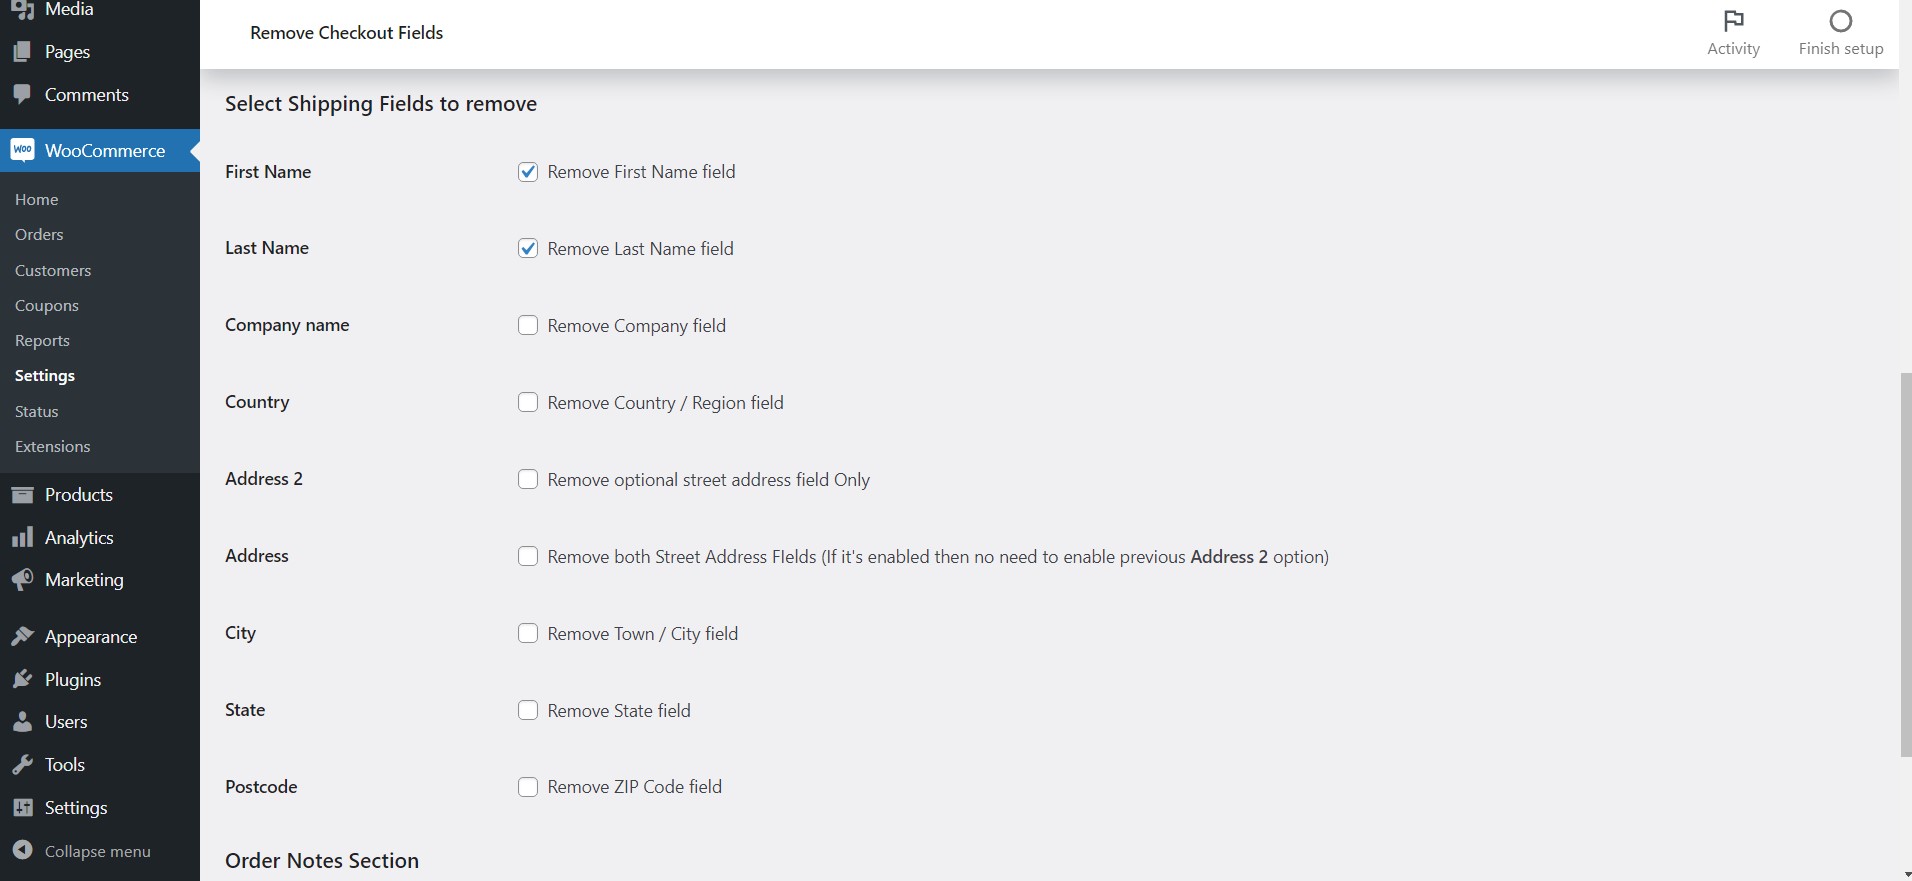 Media
Pages
Comments
Woo WooCommerce
Home
Orders
Customers
Coupons
Reports
Settings
Status
Extensions
Products
Analytics
Marketing
Appearance
Plugins
Users
Tools
Settings
Collapse menu
Remove Checkout Fields
Activity
Finish setup
Select Shipping Fields to remove
First Name Remove First Name field
Last Name Remove Last Name field
Company name Remove Company field
Country Remove Country / Region field
Address 2 Remove optional street address field Only
Address Remove both Street Address FIelds (If it's enabled then no need to enable previous Address 2 option)
City Remove Town / City field
State Remove State field
Postcode Remove ZIP Code field
Order Notes Section